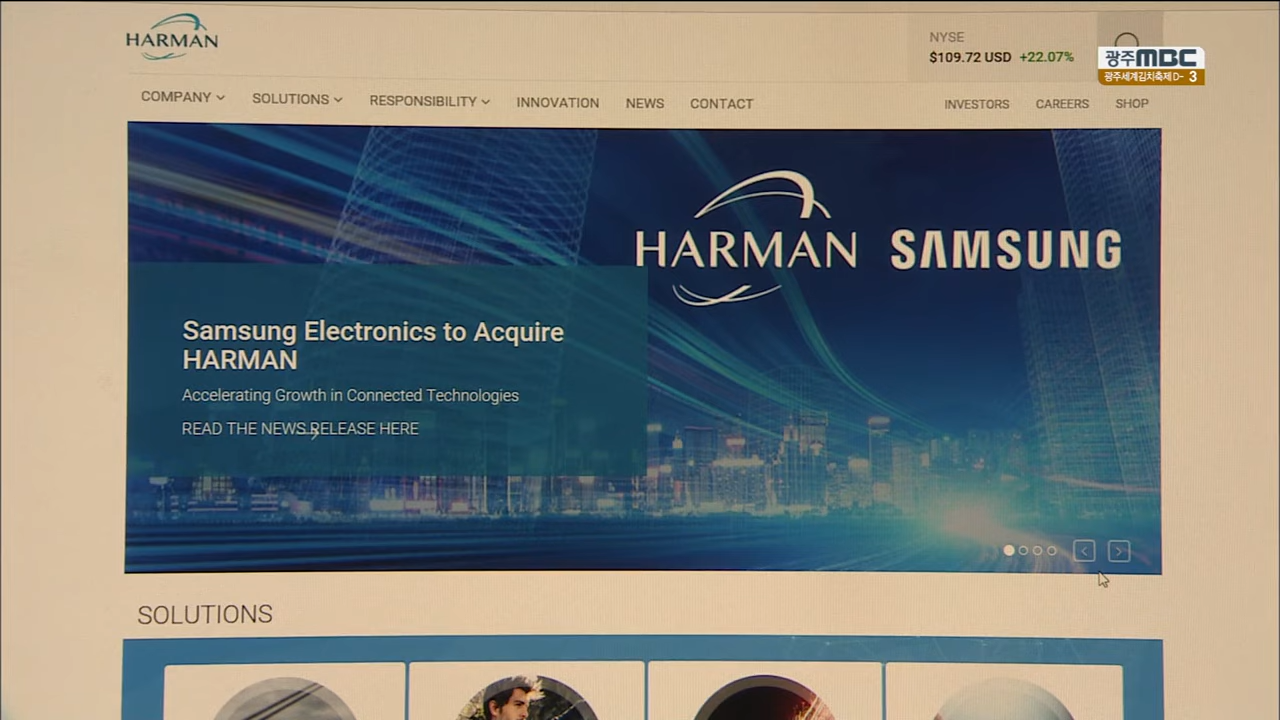 HARMAN
NYSE
$109.72 USD +22.07%
광주MBC
광주세계김치축제 D- 3
COMPANY SOLUTIONS RESPONSIBILITY INNOVATION NEWS CONTACT
INVESTORS CAREERS SHOP
HARMAN SAMSUNG
Samsung Electronics to Acquire
HARMAN
Accelerating Growth in Connected Technologies
READ THE NEWS RELEASE HERE
SOLUTIONS